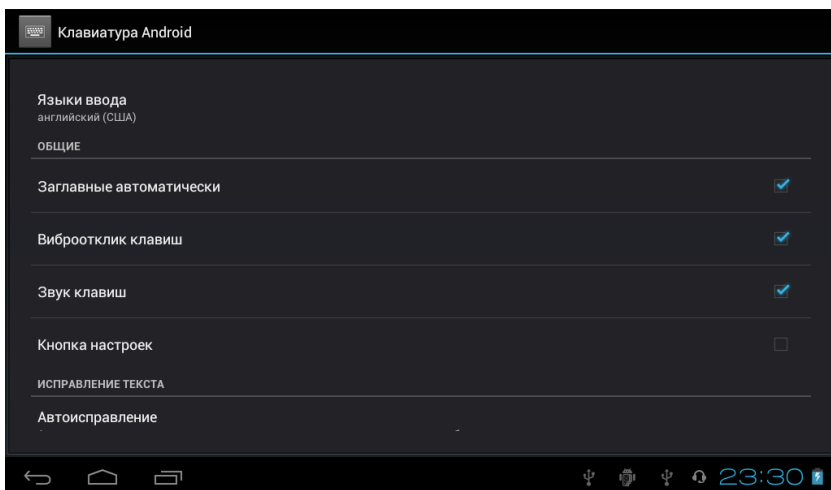 Клавиатура Android
Языки ввода
английский (США)
ОБЩИЕ
Заглавные автоматически
Виброотклик клавиш
Звук клавиш
Кнопка настроек
ИСПРАВЛЕНИЕ ТЕКСТА
Автоисправление
23:30